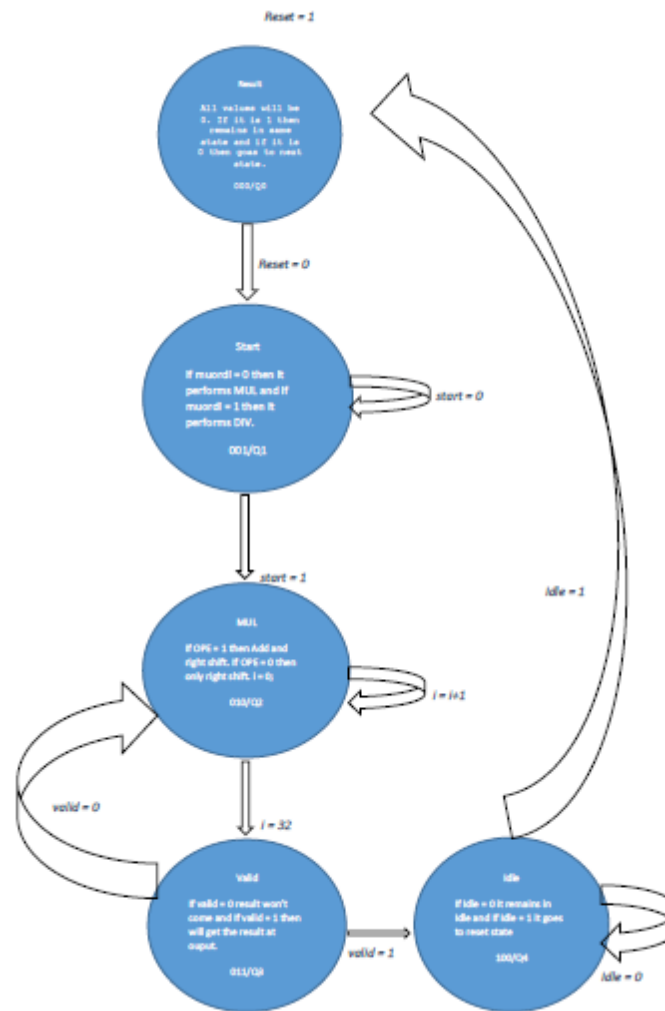 Reset = 1
Reset
All values will be
0. If it is 1 then
remains in same
state and if it is
0 then goes to next
state.
000/Q0
Reset = 0
Start
If muordi = 0 then it
performs MUL and if
muordi = 1 then it
performs DIV.
001/Q1
start = 0
start = 1
MUL
If OPE = 1 then Add and
right shift. If OPE = 0 then
only right shift. i = 0;
010/Q2
i = i+1
Idle = 1
valid = 0
i = 32
Valid
If valid = 0 result won't
come and if valid = 1 then
will get the result at
ouput.
011/Q3
valid = 1
Idle
If idle = 0 it remains in
idle and if idle = 1 it goes
to reset state
100/Q4
Idle = 0